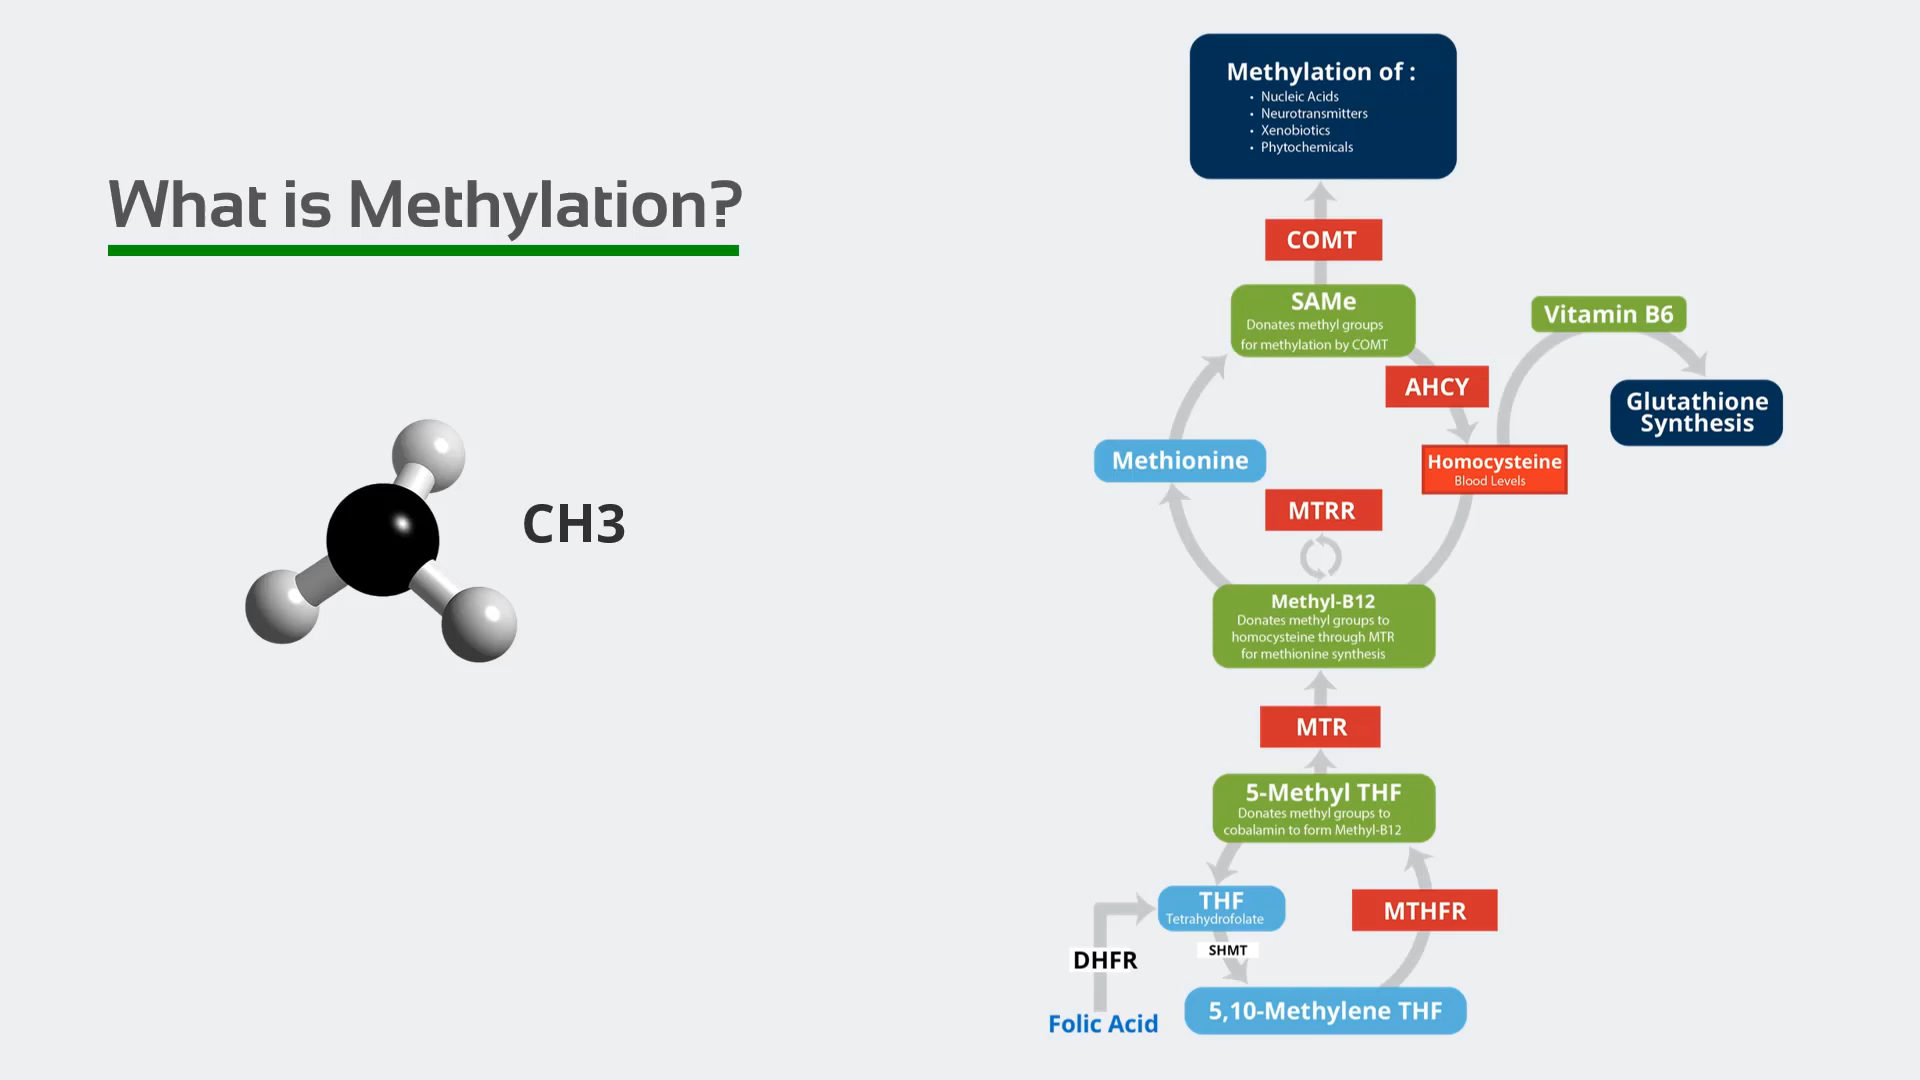 What is Methylation?
CH3
Methylation of :
• Nucleic Acids
• Neurotransmitters
• Xenobiotics
• Phytochemicals
COMT
SAMe
Donates methyl groups
for methylation by COMT
Vitamin B6
AHCY
Glutathione
Synthesis
Methionine
Homocysteine
Blood Levels
MTRR
Methyl-B12
Donates methyl groups to
homocysteine through MTR
for methionine synthesis
MTR
5-Methyl THF
Donates methyl groups to
cobalamin to form Methyl-B12
THF
Tetrahydrofolate
MTHFR
SHMT
DHFR
5,10-Methylene THF
Folic Acid